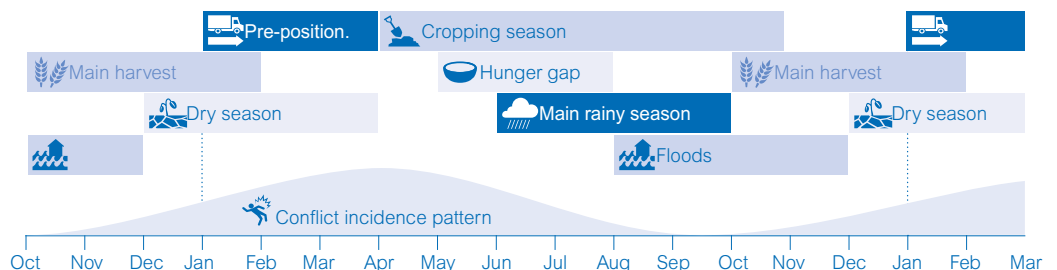 Pre-position.
Cropping season
Main harvest
Hunger gap
Main harvest
Dry season
Main rainy season
Dry season
Floods
Conflict incidence pattern
Oct Nov Dec Jan Feb Mar Apr May Jun Jul Aug Sep Oct Nov Dec Jan Feb Mar